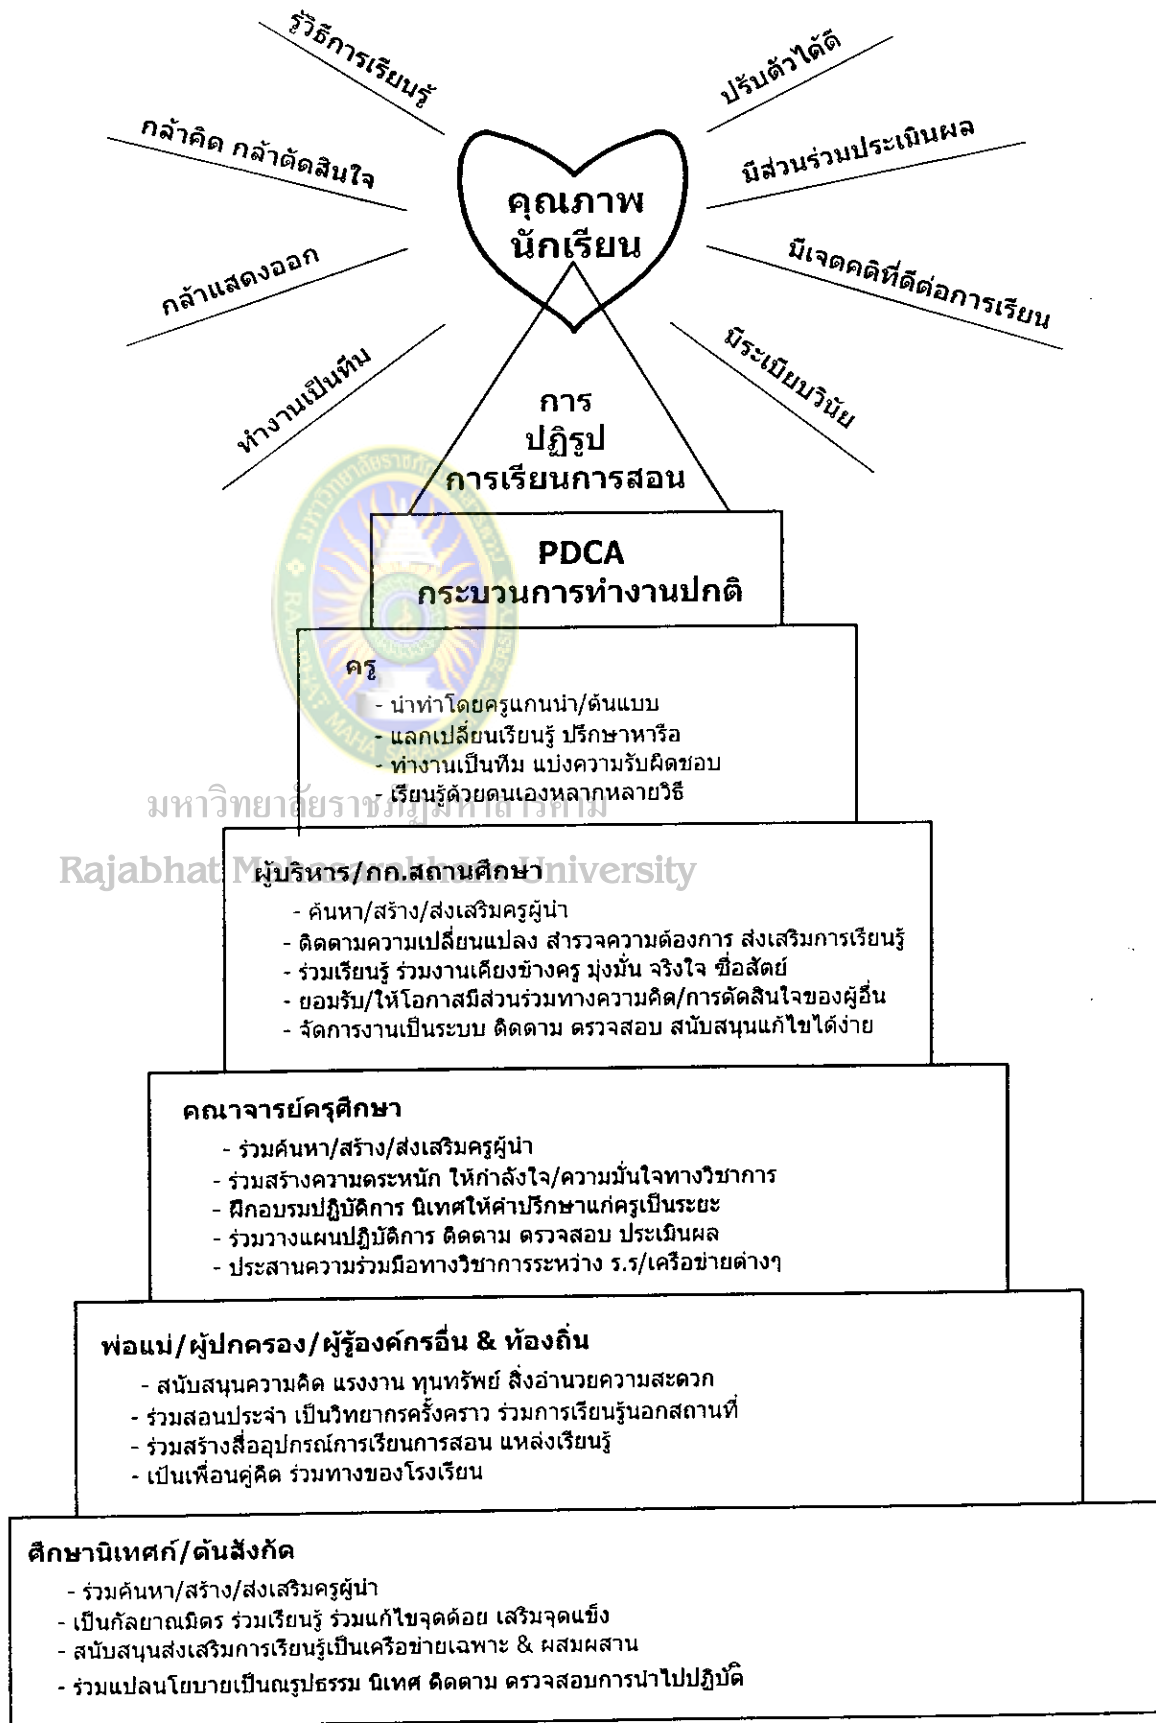 รู้วิธีการเรียนรู้
ปรับตัวได้ดี
กล้าคิด กล้าตัดสินใจ
มีส่วนร่วมประเมินผล
กล้าแสดงออก
มีเจตคติที่ดีต่อการเรียน
ทำงานเป็นทีม
มีระเบียบวินัย
คุณภาพ
นักเรียน
การ
ปฏิรูป
การเรียนการสอน
PDCA
กระบวนการทำงานปกติ
ครู
- นำทำโดยครูแกนนำ/ต้นแบบ
- แลกเปลี่ยนเรียนรู้ ปรึกษาหารือ
- ทำงานเป็นทีม แบ่งความรับผิดชอบ
- เรียนรู้ด้วยตนเองหลากหลายวิธี
มหาวิทยาลัยราชภัฏมหาสารคาม
Rajabhat Mahasarakham University
ผู้บริหาร/กก.สถานศึกษา
- ค้นหา/สร้าง/ส่งเสริมครูผู้นำ
- ติดตามความเปลี่ยนแปลง สำรวจความต้องการ ส่งเสริมการเรียนรู้
- ร่วมเรียนรู้ ร่วมงานเคียงข้างครู มุ่งมั่น จริงใจ ซื่อสัตย์
- ยอมรับ/ให้โอกาสมีส่วนร่วมทางความคิด/การตัดสินใจของผู้อื่น
- จัดการงานเป็นระบบ ติดตาม ตรวจสอบ สนับสนุนแก้ไขได้ง่าย
คณาจารย์ครุศึกษา
- ร่วมค้นหา/สร้าง/ส่งเสริมครูผู้นำ
- ร่วมสร้างความตระหนัก ให้กำลังใจ/ความมั่นใจทางวิชาการ
- ฝึกอบรมปฏิบัติการ นิเทศให้คำปรึกษาแก่ครูเป็นระยะ
- ร่วมวางแผนปฏิบัติการ ติดตาม ตรวจสอบ ประเมินผล
- ประสานความร่วมมือทางวิชาการระหว่าง ร.ร/เครือข่ายต่างๆ
พ่อแม่/ผู้ปกครอง/ผู้รู้องค์กรอื่น & ท้องถิ่น
- สนับสนุนความคิด แรงงาน ทุนทรัพย์ สิ่งอำนวยความสะดวก
- ร่วมสอนประจำ เป็นวิทยากรครั้งคราว ร่วมการเรียนรู้นอกสถานที่
- ร่วมสร้างสื่ออุปกรณ์การเรียนการสอน แหล่งเรียนรู้
- เป็นเพื่อนคู่คิด ร่วมทางของโรงเรียน
ศึกษานิเทศก์/ต้นสังกัด
- ร่วมค้นหา/สร้าง/ส่งเสริมครูผู้นำ
- เป็นกัลยาณมิตร ร่วมเรียนรู้ ร่วมแก้ไขจุดด้อย เสริมจุดแข็ง
- สนับสนุนส่งเสริมการเรียนรู้เป็นเครือข่ายเฉพาะ & ผสมผสาน
- ร่วมแปลนโยบายเป็นณรูปธรรม นิเทศ ติดตาม ตรวจสอบการนำไปปฏิบัติ